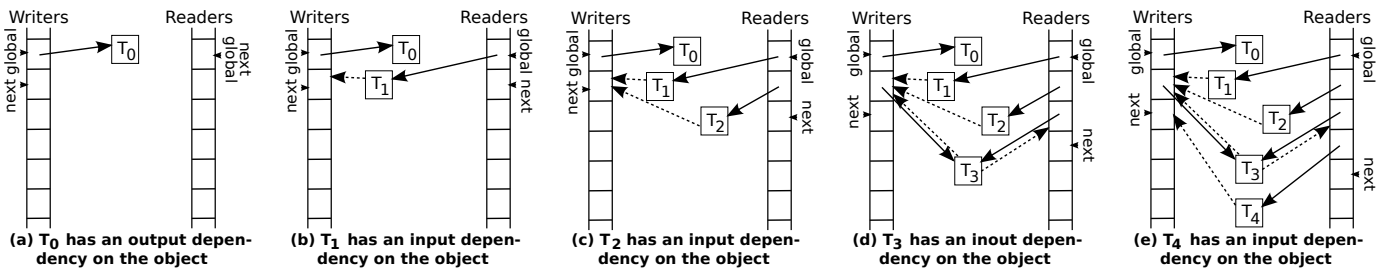 Writers Readers
global
next
T0
next
global
(a) T0 has an output depen-
dency on the object
Writers Readers
global
next
T0
T1
global
next
(b) T1 has an input depen-
dency on the object
Writers Readers
global
next
T0
T1
T2
global
next
(c) T2 has an input depen-
dency on the object
Writers Readers
global
next
T0
T1
T2
T3
global
next
(d) T3 has an inout depen-
dency on the object
Writers Readers
global
next
T0
T1
T2
T3
T4
global
next
(e) T4 has an input depen-
dency on the object